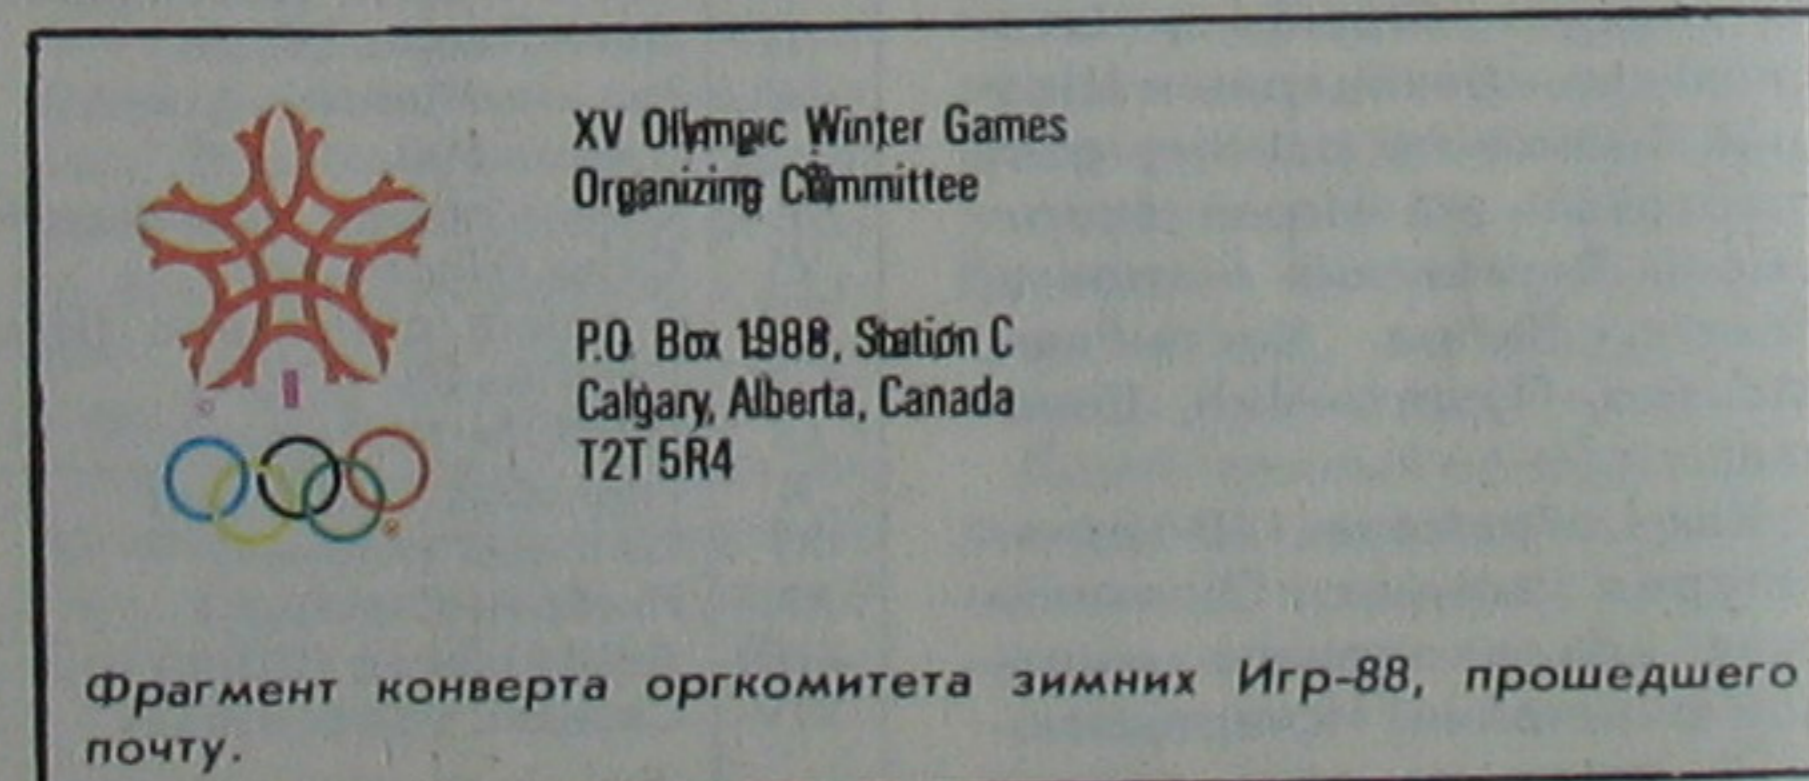 XV Olympic Winter Games
Organizing Committee
P.O. Box 1988, Station C
Calgary, Alberta, Canada
T2T 5R4
Фрагмент конверта оргкомитета зимних Игр-88, прошедшего
почту.